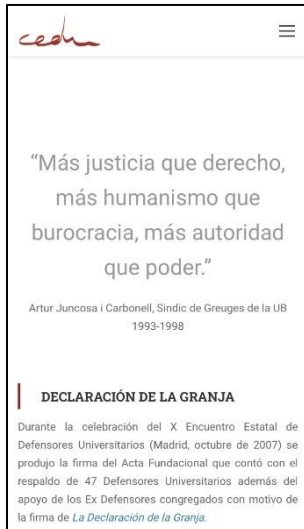 cedu
“Más justicia que derecho,
más humanismo que
burocracia, más autoridad
que poder.”
Artur Juncosa i Carbonell, Sindic de Greuges de la UB
1993-1998
DECLARACIÓN DE LA GRANJA
Durante la celebración del X Encuentro Estatal de
Defensores Universitarios (Madrid, octubre de 2007) se
produjo la firma del Acta Fundacional que contó con el
respaldo de 47 Defensores Universitarios además del
apoyo de los Ex Defensores congregados con motivo de
la firma de La Declaración de la Granja.